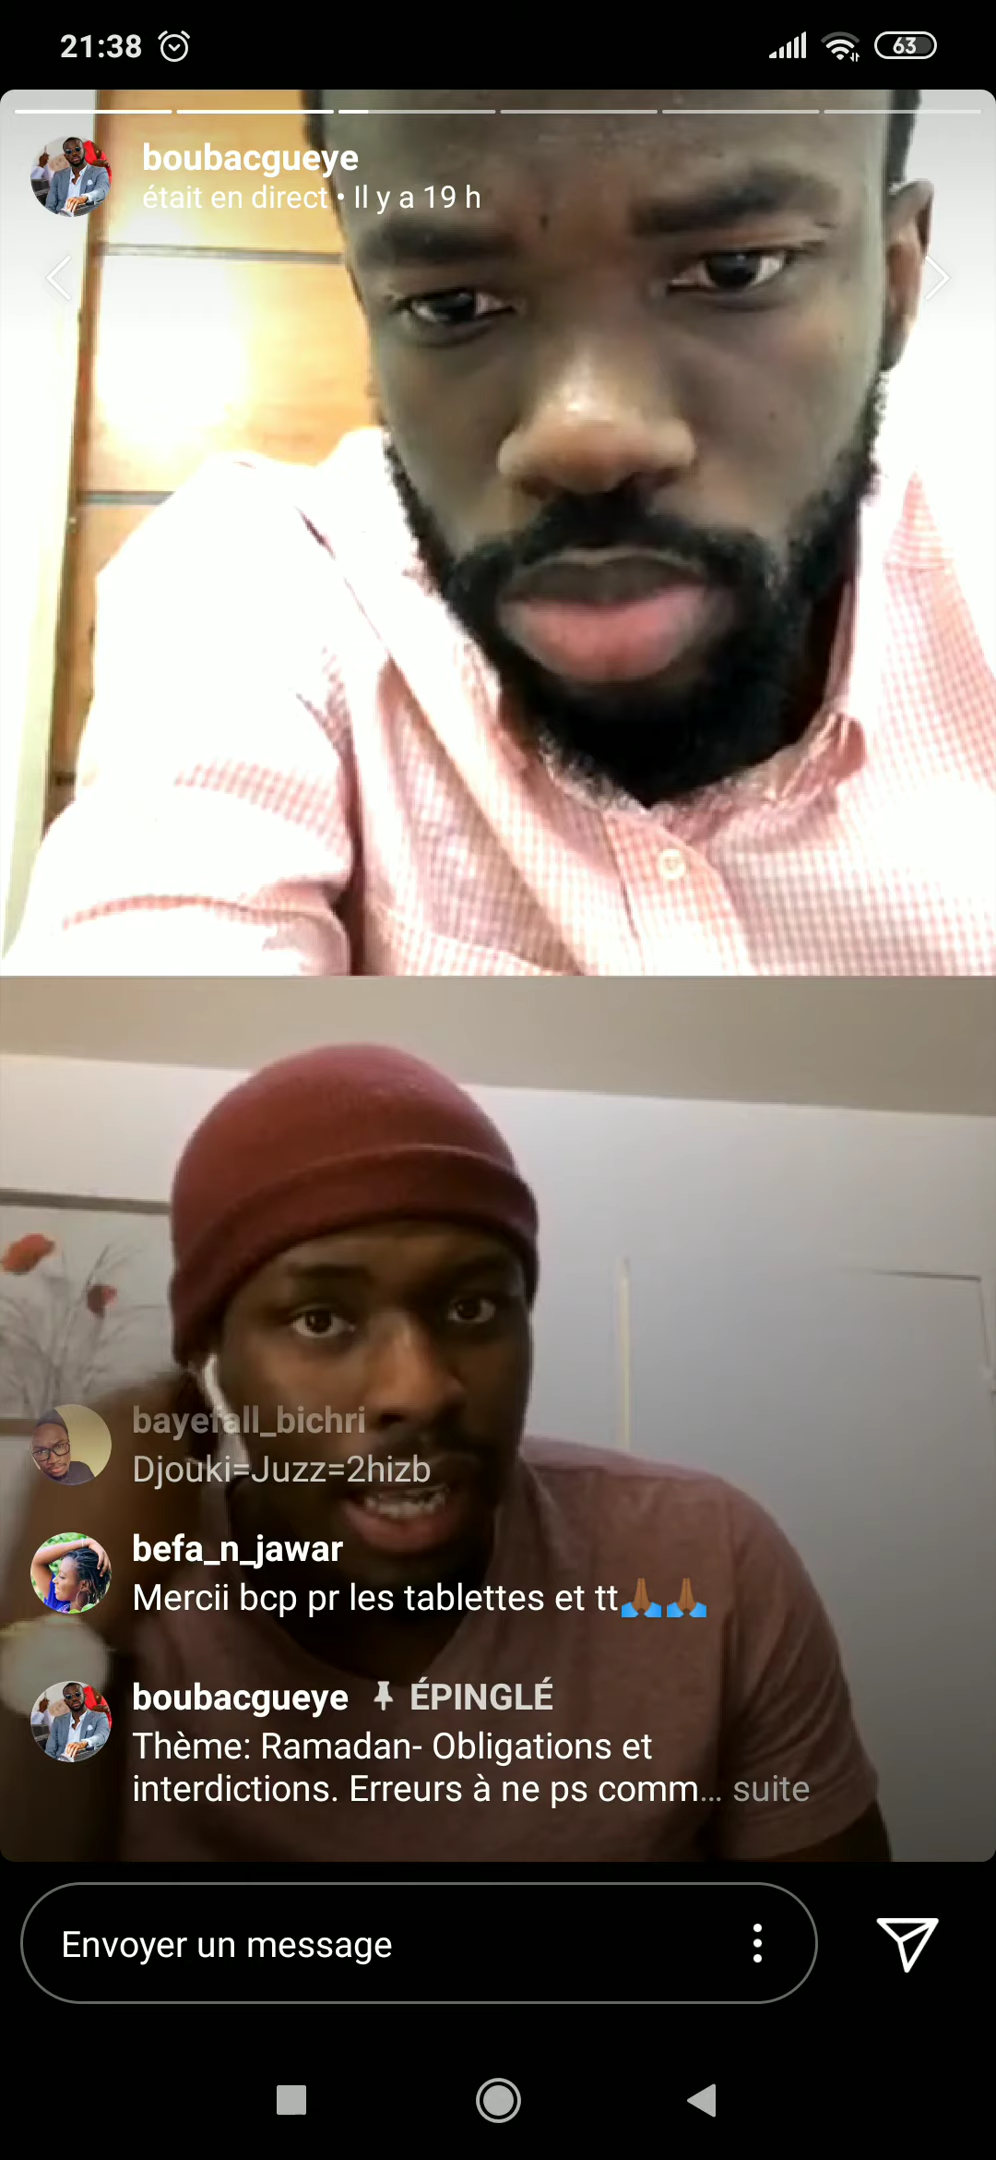 21:38
63
boubacgueye
était en direct • Il y a 19 h
bayefall_bichri
Djouki=Juzz=2hizb
befa_n_jawar
Mercii bcp pr les tablettes et tt🙏🏾🙏🏾
boubacgueye ÉPINGLÉ
Thème: Ramadan- Obligations et
interdictions. Erreurs à ne ps comm... suite
Envoyer un message